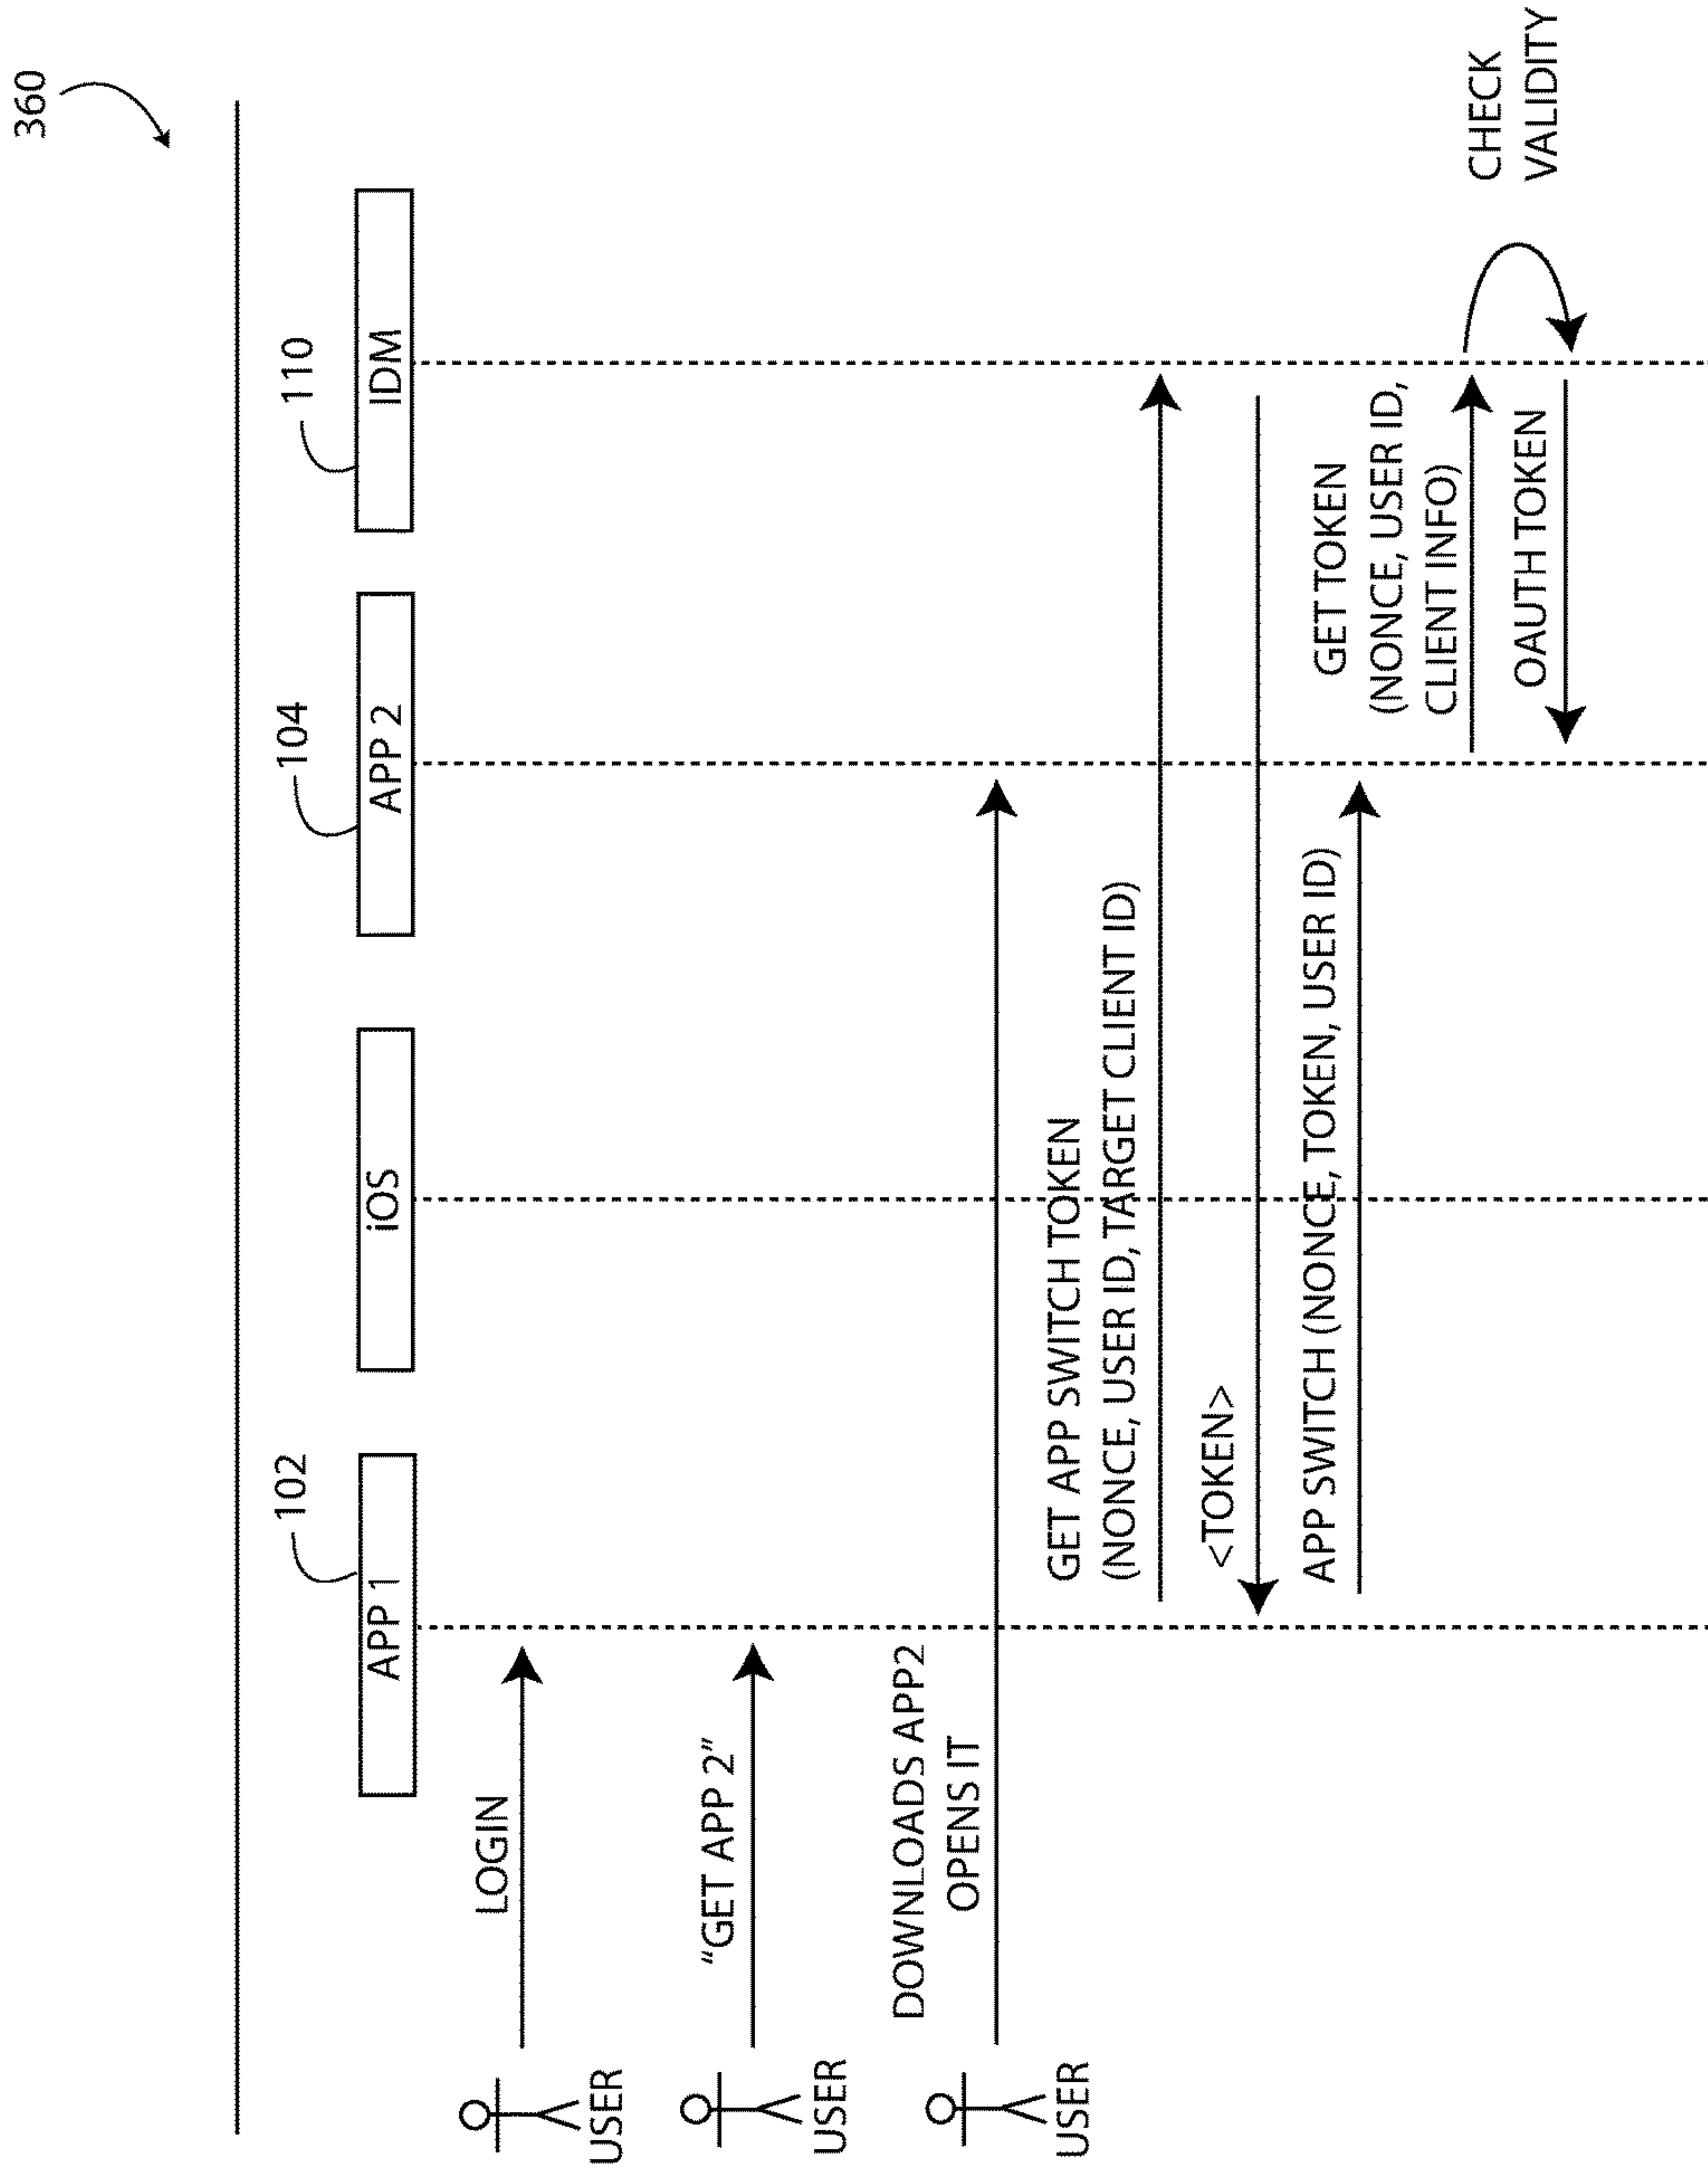 360
102
104
110
APP 1
iOS
APP 2
IDM
LOGIN
USER
“GET APP 2”
USER
DOWNLOADS APP2
OPENS IT
USER
GET APP SWITCH TOKEN
(NONCE, USER ID, TARGET CLIENT ID)
<TOKEN>
APP SWITCH (NONCE, TOKEN, USER ID)
GET TOKEN
(NONCE, USER ID,
CLIENT INFO)
CHECK
VALIDITY
OAUTH TOKEN